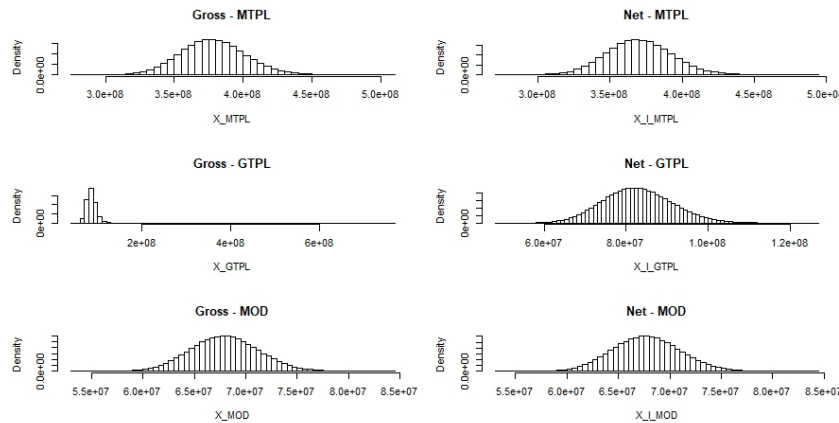 Gross - MTPL
Density
0.0e+00
3.0e+08 3.5e+08 4.0e+08 4.5e+08 5.0e+08
X_MTPL
Net - MTPL
Density
0.0e+00
3.0e+08 3.5e+08 4.0e+08 4.5e+08 5.0e+08
X_I_MTPL
Gross - GTPL
Density
0e+00
2e+08 4e+08 6e+08
X_GTPL
Net - GTPL
Density
0e+00
6.0e+07 8.0e+07 1.0e+08 1.2e+08
X_I_GTPL
Gross - MOD
Density
0.0e+00
5.5e+07 6.0e+07 6.5e+07 7.0e+07 7.5e+07 8.0e+07 8.5e+07
X_MOD
Net - MOD
Density
0.0e+00
5.5e+07 6.0e+07 6.5e+07 7.0e+07 7.5e+07 8.0e+07 8.5e+07
X_I_MOD